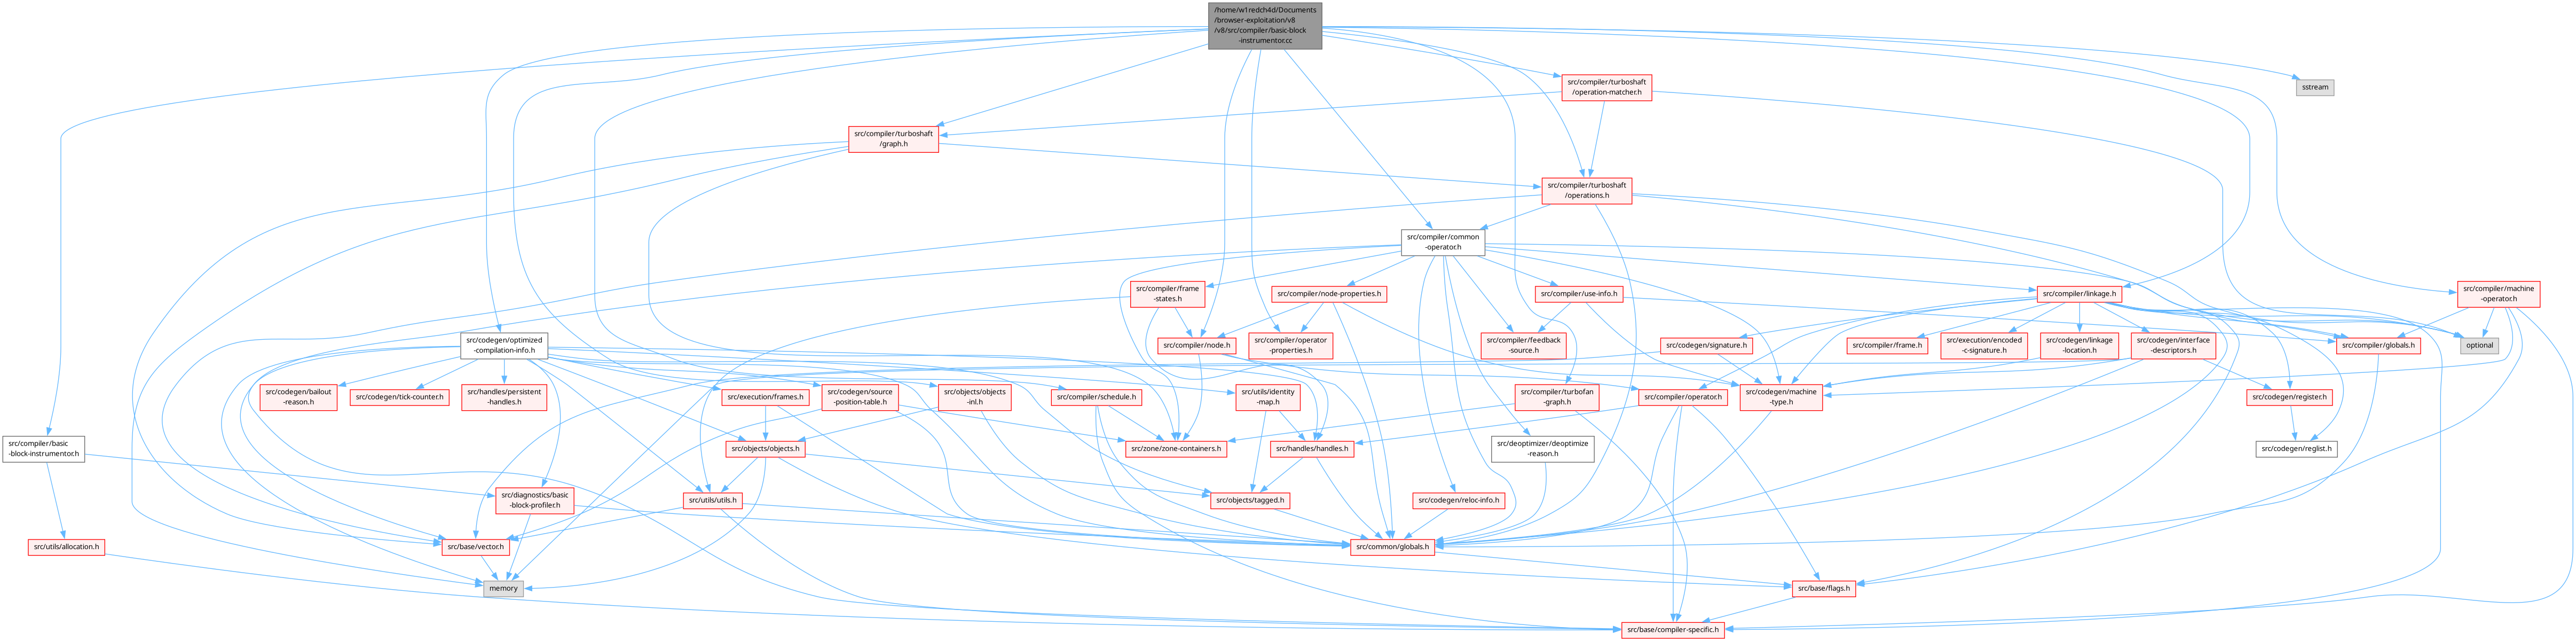 /home/w1redch4d/Documents
/browser-exploitation/v8
/v8/src/compiler/basic-block
-instrumentor.cc
src/compiler/turboshaft
/operation-matcher.h
sstream
src/compiler/turboshaft
/graph.h
src/compiler/turboshaft
/operations.h
src/compiler/common
-operator.h
src/compiler/frame
-states.h
src/compiler/node-properties.h
src/compiler/use-info.h
src/compiler/linkage.h
src/compiler/machine
-operator.h
src/codegen/optimized
-compilation-info.h
src/compiler/node.h
src/compiler/operator
-properties.h
src/compiler/feedback
-source.h
src/codegen/signature.h
src/compiler/frame.h
src/execution/encoded
-c-signature.h
src/codegen/linkage
-location.h
src/codegen/interface
-descriptors.h
src/compiler/globals.h
optional
src/codegen/bailout
-reason.h
src/codegen/tick-counter.h
src/handles/persistent
-handles.h
src/execution/frames.h
src/codegen/source
-position-table.h
src/objects/objects
-inl.h
src/compiler/schedule.h
src/utils/identity
-map.h
src/compiler/turbofan
-graph.h
src/compiler/operator.h
src/codegen/machine
-type.h
src/codegen/register.h
src/compiler/basic
-block-instrumentor.h
src/objects/objects.h
src/zone/zone-containers.h
src/handles/handles.h
src/deoptimizer/deoptimize
-reason.h
src/codegen/reglist.h
src/diagnostics/basic
-block-profiler.h
src/utils/utils.h
src/objects/tagged.h
src/codegen/reloc-info.h
src/utils/allocation.h
src/base/vector.h
src/common/globals.h
memory
src/base/flags.h
src/base/compiler-specific.h